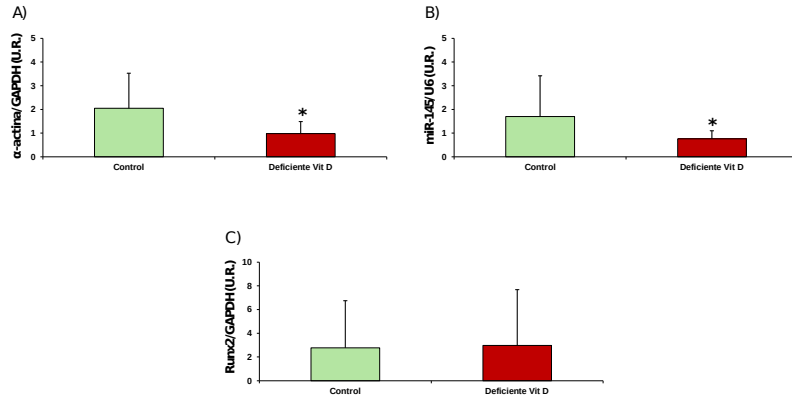 A)
α-actina/GAPDH (U.R.)
5
4
3
2
1
0
*
Control
Deficiente Vit D
B)
miR-145/U6 (U.R.)
5
4
3
2
1
0
*
Control
Deficiente Vit D
C)
Runx2/GAPDH (U.R.)
10
8
6
4
2
0
Control
Deficiente Vit D